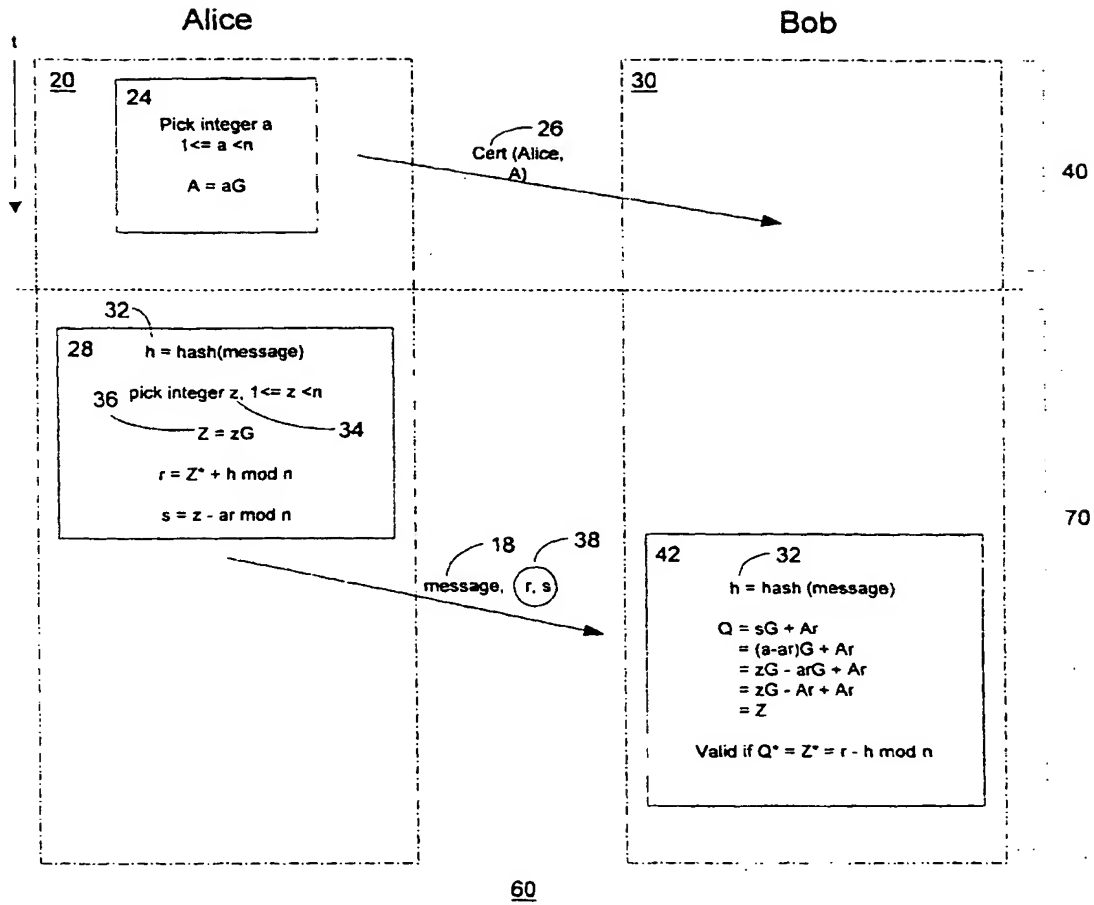 Alice
Bob
t
20
30
24
Pick integer a
1<= a <n
A = aG
26
Cert (Alice,
A)
40
32
28
h = hash(message)
pick integer z, 1<= z <n
36
34
Z = zG
r = Z* + h mod n
s = z - ar mod n
70
18
38
message, r, s
42
32
h = hash (message)
Q = sG + Ar
= (a-ar)G + Ar
= zG - arG + Ar
= zG - Ar + Ar
= Z
Valid if Q* = Z* = r - h mod n
60